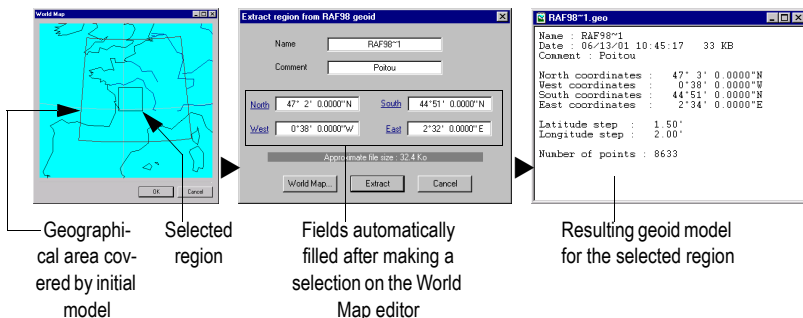 World Map
OK Cancel
Extract region from RAF98 geoid
Name RAF98~1
Comment Poitou
North 47° 2' 0.0000"N South 44°51' 0.0000"N
West 0°38' 0.0000"W East 2°32' 0.0000"E
Approximate file size : 32.4 Ko
World Map... Extract Cancel
RAF98~1.geo
Name : RAF98~1
Date : 06/13/01 10:45:17 33 KB
Comment : Poitou
North coordinates : 47° 3' 0.0000"N
West coordinates : 0°38' 0.0000"W
South coordinates : 44°51' 0.0000"N
East coordinates : 2°34' 0.0000"E
Latitude step : 1.50'
Longitude step : 2.00'
Number of points : 8633
Geographi-
cal area cov-
ered by initial
model
Selected
region
Fields automatically
filled after making a
selection on the World
Map editor
Resulting geoid model
for the selected region